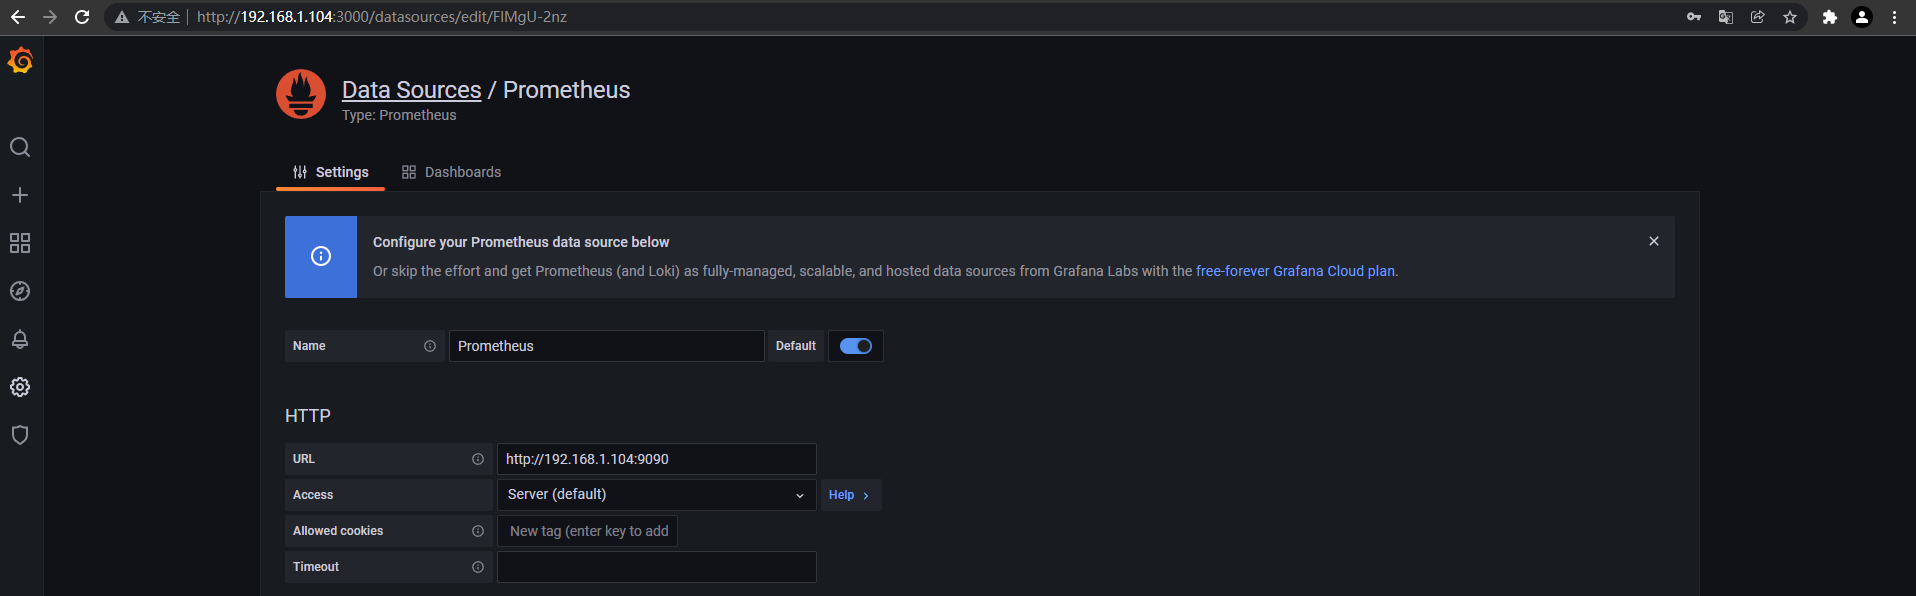 不安全 http://192.168.1.104:3000/datasources/edit/FIMgU-2nz
Data Sources / Prometheus
Type: Prometheus
Settings Dashboards
Configure your Prometheus data source below
Or skip the effort and get Prometheus (and Loki) as fully-managed, scalable, and hosted data sources from Grafana Labs with the free-forever Grafana Cloud plan.
Name Prometheus Default
HTTP
URL http://192.168.1.104:9090
Access Server (default) Help
Allowed cookies New tag (enter key to add
Timeout